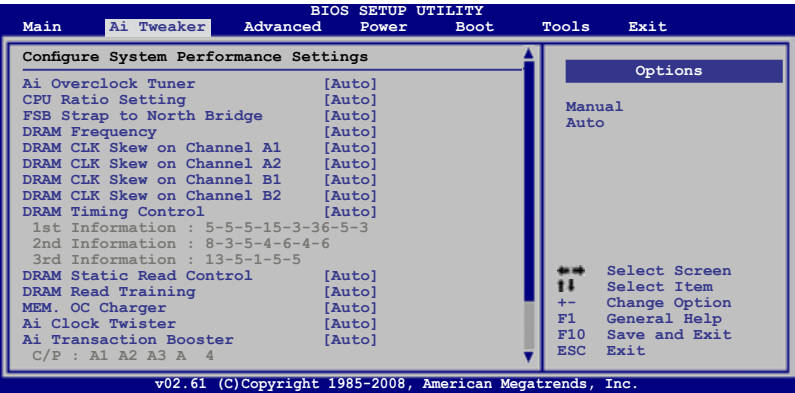 BIOS SETUP UTILITY
Main Ai Tweaker Advanced Power Boot Tools Exit
Configure System Performance Settings
Ai Overclock Tuner [Auto]
CPU Ratio Setting [Auto]
FSB Strap to North Bridge [Auto]
DRAM Frequency [Auto]
DRAM CLK Skew on Channel A1 [Auto]
DRAM CLK Skew on Channel A2 [Auto]
DRAM CLK Skew on Channel B1 [Auto]
DRAM CLK Skew on Channel B2 [Auto]
DRAM Timing Control [Auto]
1st Information : 5-5-5-15-3-36-5-3
2nd Information : 8-3-5-4-6-4-6
3rd Information : 13-5-1-5-5
DRAM Static Read Control [Auto]
DRAM Read Training [Auto]
MEM. OC Charger [Auto]
Ai Clock Twister [Auto]
Ai Transaction Booster [Auto]
C/P : A1 A2 A3 A 4
Options
Manual
Auto
←→ Select Screen
↑↓ Select Item
+- Change Option
F1 General Help
F10 Save and Exit
ESC Exit
v02.61 (C)Copyright 1985-2008, American Megatrends, Inc.